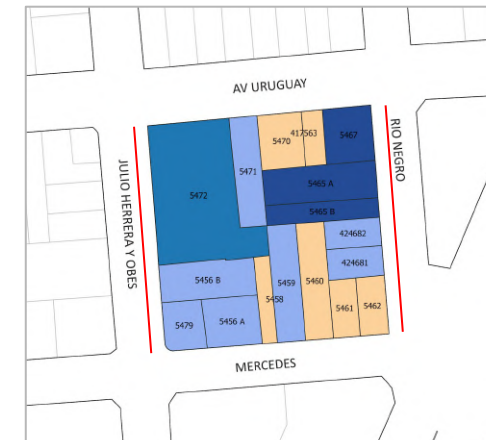 AV URUGUAY
417563
5467
5470
RIO NEGRO
JULIO HERRERA Y OBES
5471
5465 A
5472
5465 B
424682
424681
5456 B
5459
5460
5458
5461
5462
5479
5456 A
MERCEDES